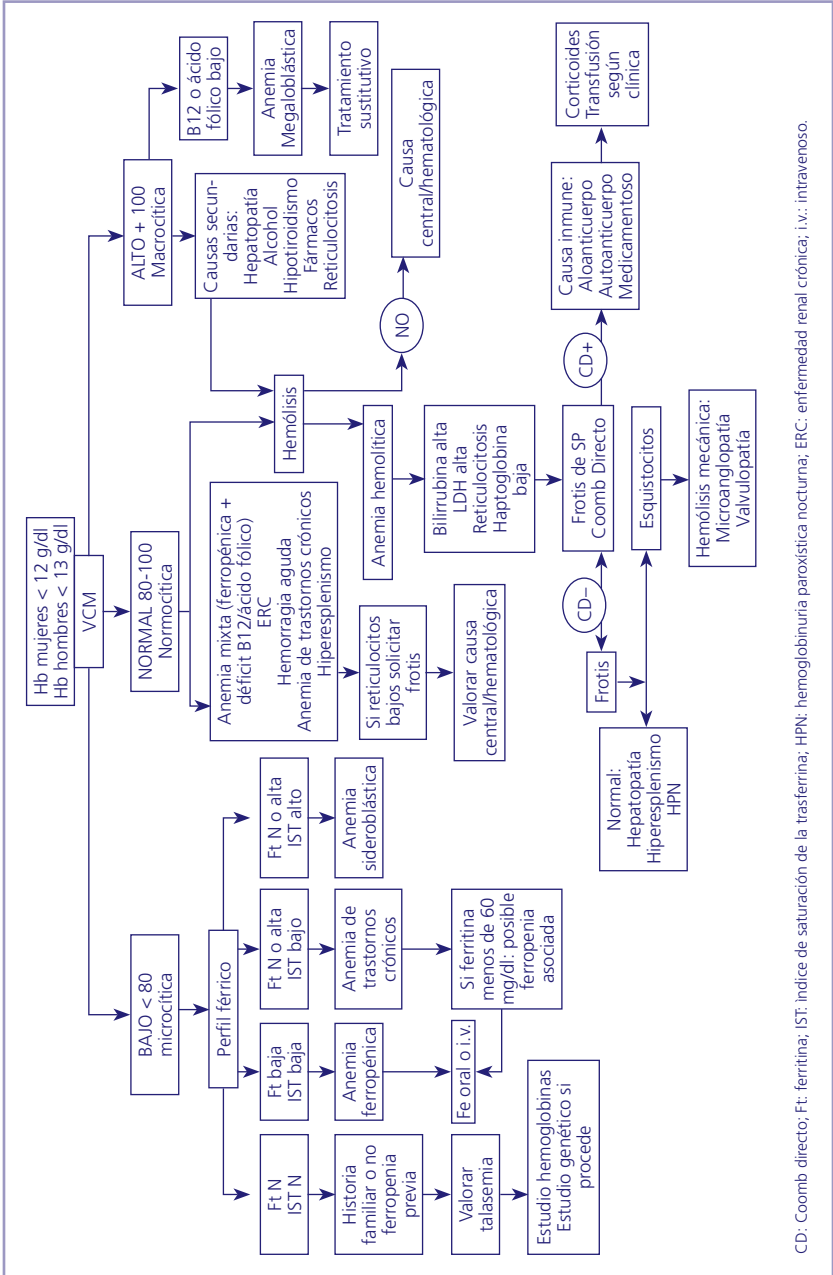 Hb mujeres < 12 g/dl
Hb hombres < 13 g/dl
VCM
BAJO < 80
microcítica
Perfil férrico
Ft N
IST N
Historia
familiar o no
ferropenia
previa
Valorar
talasemia
Estudio hemoglobinas
Estudio genético si
procede
Ft baja
IST baja
Anemia
ferropénica
Fe oral o i.v.
Ft N o alta
IST bajo
Anemia de
trastornos
crónicos
Si ferritina
menos de 60
mg/dl: posible
ferropenia
asociada
Ft N o alta
IST alto
Anemia
sideroblástica
NORMAL 80-100
Normocítica
Anemia mixta (ferropénica +
déficit B12/ácido fólico)
ERC
Hemorragia aguda
Anemia de trastornos crónicos
Hiperesplenismo
Si reticulocitos
bajos solicitar
frotis
Valorar causa
central/hematológica
Hemólisis
Anemia hemolítica
Bilirrubina alta
LDH alta
Reticulocitosis
Haptoglobina
baja
Frotis de SP
Coomb Directo
CD−
Frotis
Normal:
Hepatopatía
Hiperesplenismo
HPN
Esquistocitos
Hemólisis mecánica:
Microanglopatía
Valvulopatía
CD+
Causa inmune:
Aloanticuerpo
Autoanticuerpo
Medicamentoso
Corticoides
Transfusión
según
clínica
NO
Causa
central/hematológica
ALTO + 100
Macrocítica
Causas secun-
darias:
Hepatopatía
Alcohol
Hipotiroidismo
Fármacos
Reticulocitosis
B12 o ácido
fólico bajo
Anemia
Megaloblástica
Tratamiento
sustitutivo
CD: Coomb directo; Ft: ferritina; IST: índice de saturación de la trasferrina; HPN: hemoglobinuria paroxística nocturna; ERC: enfermedad renal crónica; i.v.: intravenoso.